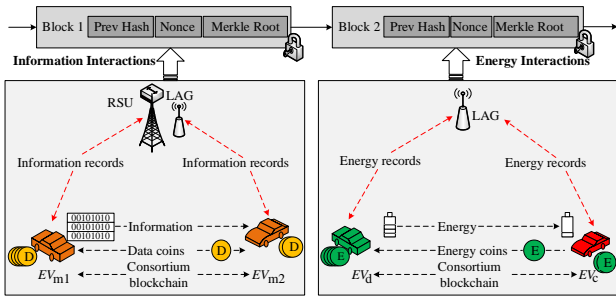 Block 1 Prev Hash Nonce Merkle Root
Block 2 Prev Hash Nonce Merkle Root
Information Interactions
Energy Interactions
RSU LAG
Information records Information records
00101010
00101010
00101010
Information
D Data coins D D
EVm1 Consortium blockchain EVm2
LAG
Energy records Energy records
Energy
E Energy coins E E
EVd Consortium blockchain EVc